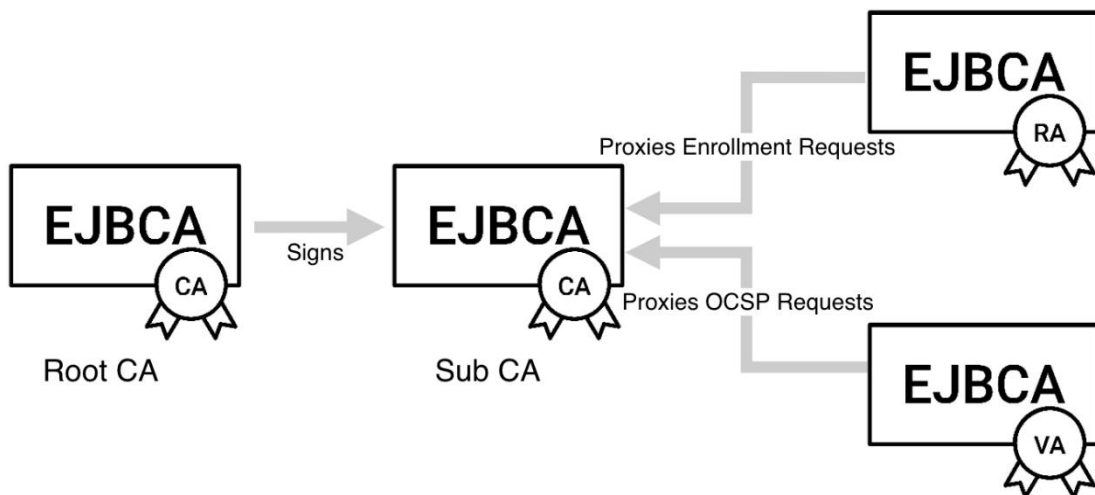 EJBCA
CA
Root CA
Signs
EJBCA
CA
Sub CA
Proxies Enrollment Requests
EJBCA
RA
Proxies OCSP Requests
EJBCA
VA